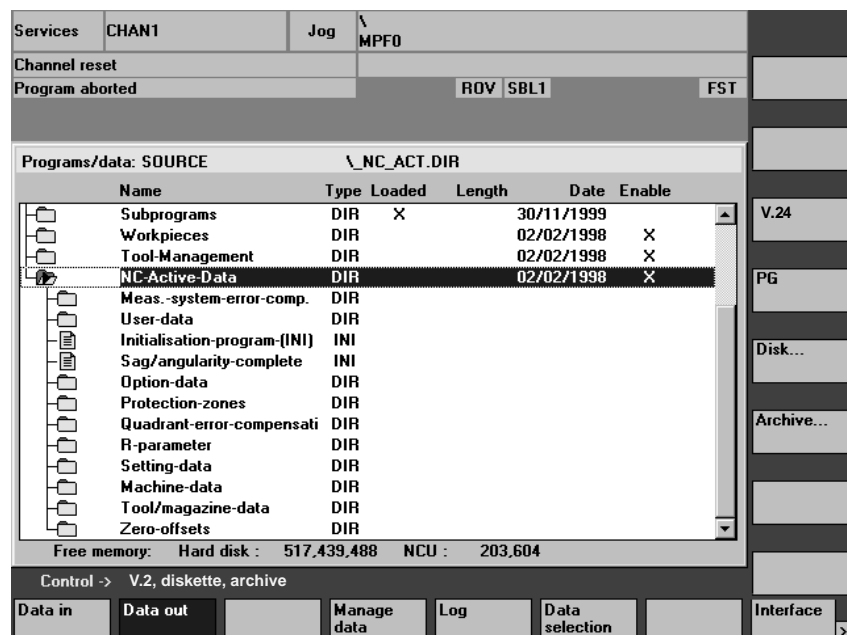 Services CHAN1 Jog \
MPF0
Channel reset
Program aborted ROV SBL1 FST
Programs/data: SOURCE \_NC_ACT.DIR
Name Type Loaded Length Date Enable
Subprograms DIR X 30/11/1999
Workpieces DIR 02/02/1998 X
Tool-Management DIR 02/02/1998 X
NC-Active-Data DIR 02/02/1998 X
Meas.-system-error-comp. DIR
User-data DIR
Initialisation-program-(INI) INI
Sag/angularity-complete INI
Option-data DIR
Protection-zones DIR
Quadrant-error-compensati DIR
R-parameter DIR
Setting-data DIR
Machine-data DIR
Tool/magazine-data DIR
Zero-offsets DIR
Free memory: Hard disk : 517,439,488 NCU : 203,604
Control -> V.2, diskette, archive
V.24
PG
Disk...
Archive...
Data in Data out Manage data Log Data selection Interface >